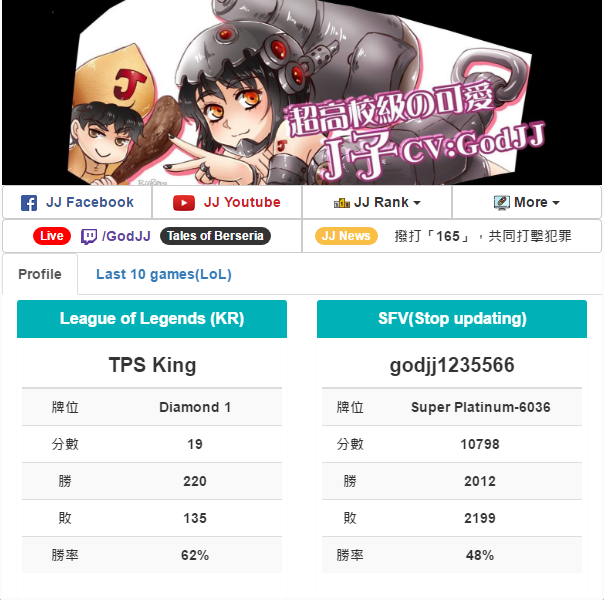 J
超高校級の可愛
J子CV:GodJJ
JJ Facebook
JJ Youtube
JJ Rank
More
Live
/GodJJ
Tales of Berseria
JJ News
撥打「165」，共同打擊犯罪
Profile
Last 10 games(LoL)
League of Legends (KR)
SFV(Stop updating)
TPS King
godjj1235566
牌位 Diamond 1
牌位 Super Platinum-6036
分數 19
分數 10798
勝 220
勝 2012
敗 135
敗 2199
勝率 62%
勝率 48%